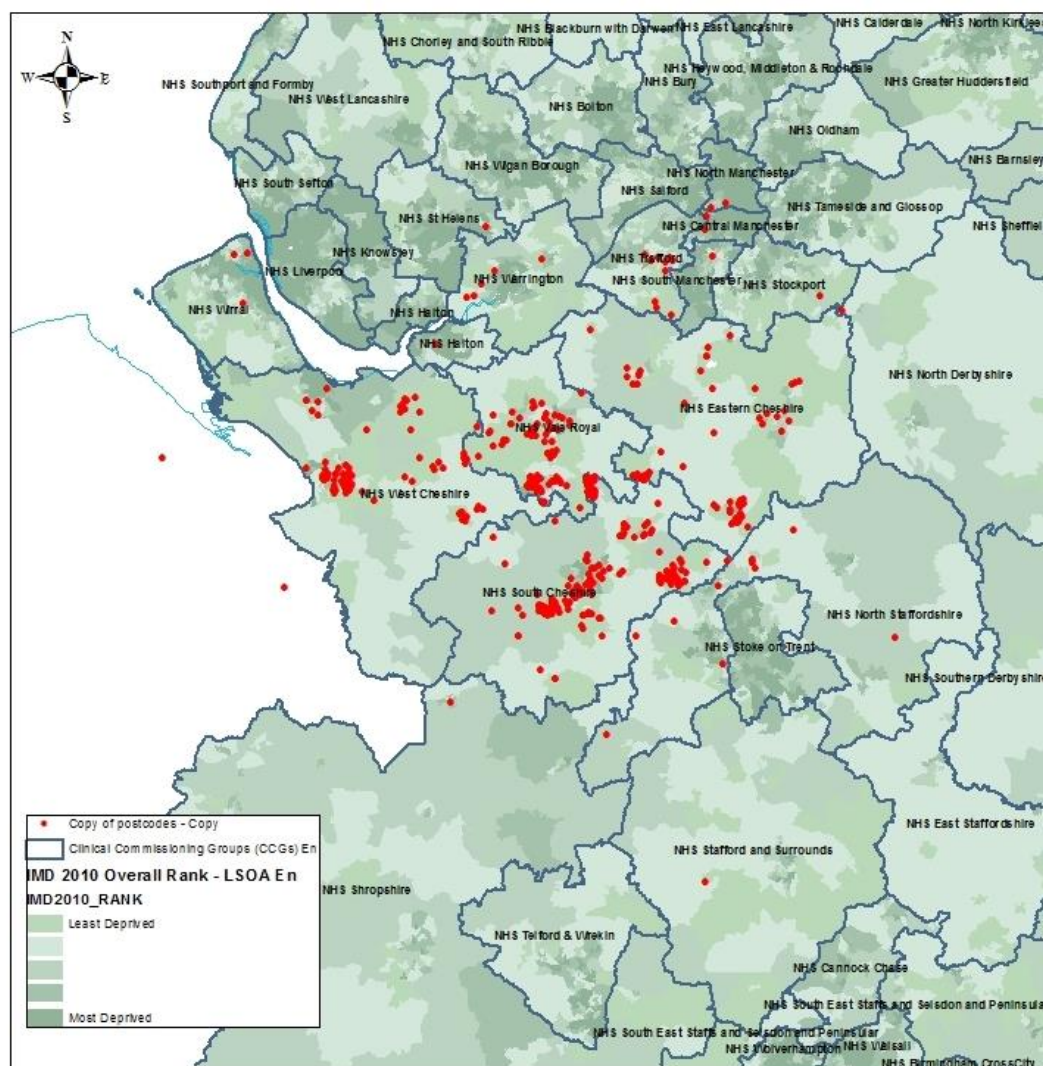 NHS Blackburn with Darwen
NHS East Lancashire
NHS Calderdale
NHS North Kirklees
NHS Chorley and South Ribble
N
W
E
S
NHS Southport and Formby
NHS West Lancashire
NHS Bolton
NHS Bury
NHS Heywood, Middleton & Rochdale
NHS Greater Huddersfield
NHS Oldham
NHS Barnsley
NHS Wigan Borough
NHS North Manchester
NHS South Sefton
NHS Salford
NHS Tameside and Glossop
NHS St Helens
NHS Central Manchester
NHS Sheffiel
NHS Knowsley
NHS Trafford
NHS Liverpool
NHS Warrington
NHS South Manchester
NHS Stockport
NHS Wirral
NHS Halton
NHS Halton
NHS North Derbyshire
NHS Eastern Cheshire
NHS Vale Royal
NHS West Cheshire
NHS South Cheshire
NHS North Staffordshire
NHS Stoke on Trent
NHS Southern Derbyshire
NHS East Staffordshire
NHS Stafford and Surrounds
NHS Shropshire
NHS Telford & Wrekin
NHS Cannock Chase
NHS South East Staffs and Seisdon and Peninsular
NHS South East Staffs and Seisdon and Peninsular
NHS Wolverhampton
NHS Walsall
NHS Birmingham CrossCity
Copy of postcodes - Copy
Clinical Commissioning Groups (CCGs) En
IMD 2010 Overall Rank - LSOA En
IMD2010_RANK
Least Deprived
Most Deprived